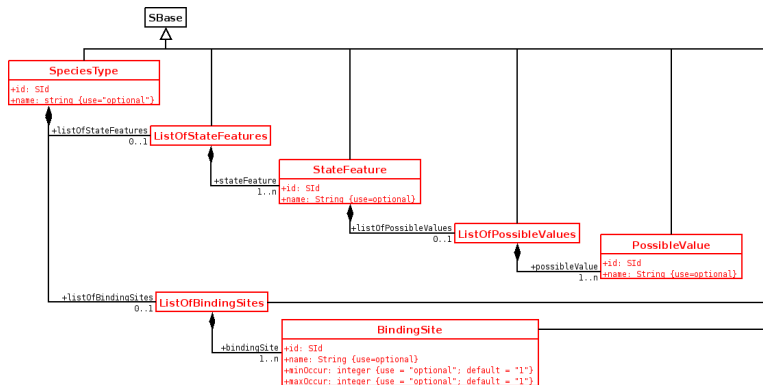 SBase
SpeciesType
+id: SId
+name: string {use="optional"}
+listOfStateFeatures
0..1
ListOfStateFeatures
+stateFeature
1..n
StateFeature
+id: SId
+name: String {use=optional}
+listOfPossibleValues
0..1
ListOfPossibleValues
+possibleValue
1..n
PossibleValue
+id: SId
+name: String {use=optional}
+listOfBindingSites
0..1
ListOfBindingSites
+bindingSite
1..n
BindingSite
+id: SId
+name: String {use=optional}
+minOccur: integer {use = "optional"; default = "1"}
+maxOccur: integer {use = "optional"; default = "1"}